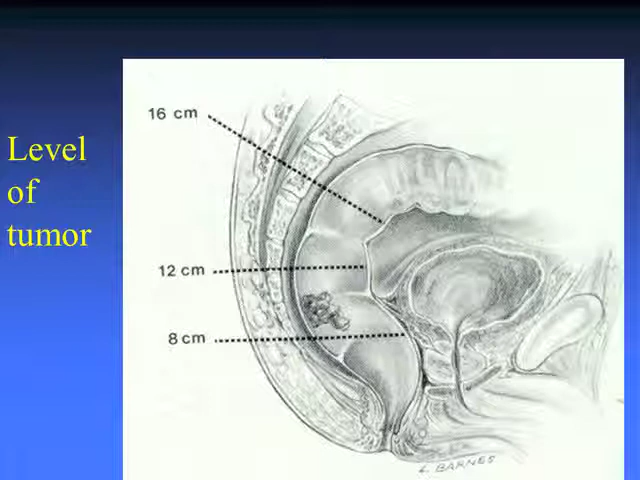 Level
of
tumor
16 cm
12 cm
8 cm
L. BARNES